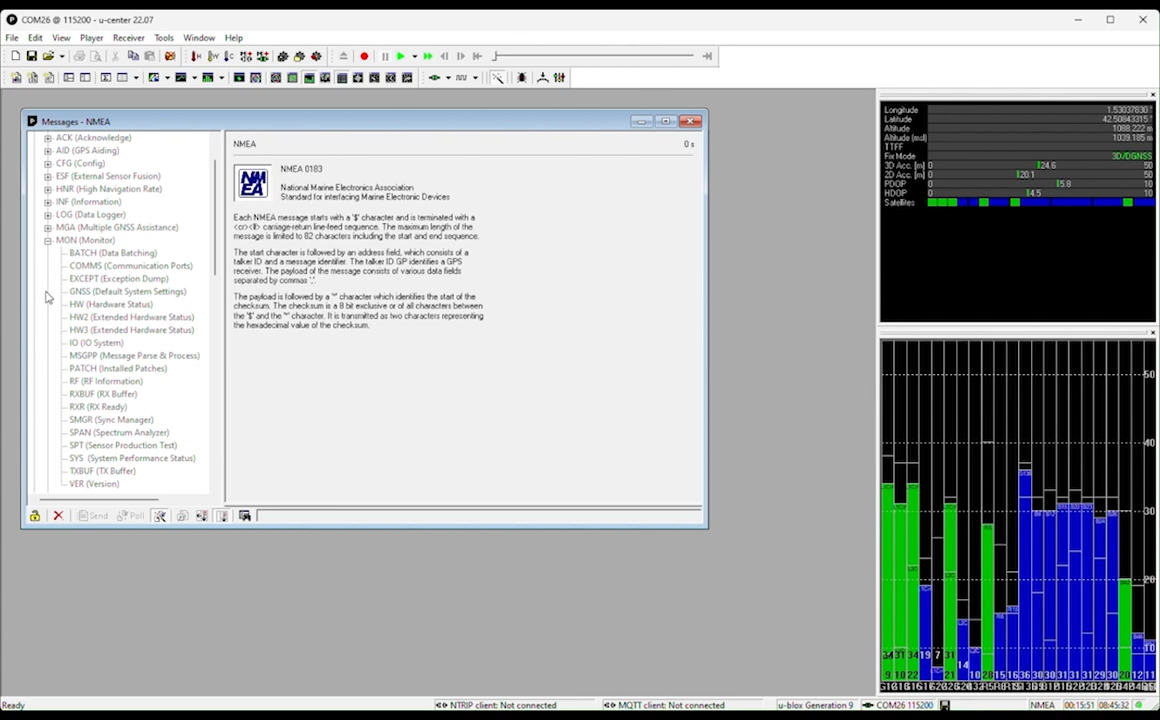 COM26 @ 115200 - u-center 22.07
File Edit View Player Receiver Tools Window Help
Messages - NMEA
ACK (Acknowledge)
AID (GPS Aiding)
CFG (Config)
ESF (External Sensor Fusion)
HNR (High Navigation Rate)
INF (Information)
LOG (Data Logger)
MGA (Multiple GNSS Assistance)
MON (Monitor)
BATCH (Data Batching)
COMMS (Communication Ports)
EXCEPT (Exception Dump)
GNSS (Default System Settings)
HW (Hardware Status)
HW2 (Extended Hardware Status)
HW3 (Extended Hardware Status)
IO (IO System)
MSGPP (Message Parse & Process)
PATCH (Installed Patches)
RF (RF Information)
RXBUF (RX Buffer)
RXR (RX Ready)
SMGR (Sync Manager)
SPAN (Spectrum Analyzer)
SPT (Sensor Production Test)
SYS (System Performance Status)
TXBUF (TX Buffer)
VER (Version)
Send Poll
NMEA 0 s
NMEA
NMEA 0183
National Marine Electronics Association
Standard for interfacing Marine Electronic Devices
Each NMEA message starts with a '$' character and is terminated with a
<cr><lf> carriage-return line-feed sequence. The maximum length of the
message is limited to 82 characters including the start and end sequence.
The start character is followed by an address field, which consists of a
talker ID and a message identifier. The talker ID GP identifies a GPS
receiver. The payload of the message consists of various data fields
separated by commas ','.
The payload is followed by a '*' character which identifies the start of the
checksum. The checksum is a 8 bit exclusive or of all characters between
the '$' and the '*' character. It is transmitted as two characters representing
the hexadecimal value of the checksum.
Longitude 1.53037830 °
Latitude 42.50843315 °
Altitude 1088.222 m
Altitude (msl) 1039.185 m
TTFF
Fix Mode 3D/DGNSS
3D Acc. [m] 0 24.6 50
2D Acc. [m] 0 20.1 50
PDOP 0 5.8 10
HDOP 0 4.5 10
Satellites
50
40
30
20
10
Ready
NTRIP client: Not connected
MQTT client: Not connected
u-blox Generation 9
COM26 115200
NMEA
00:15:51
08:45:32